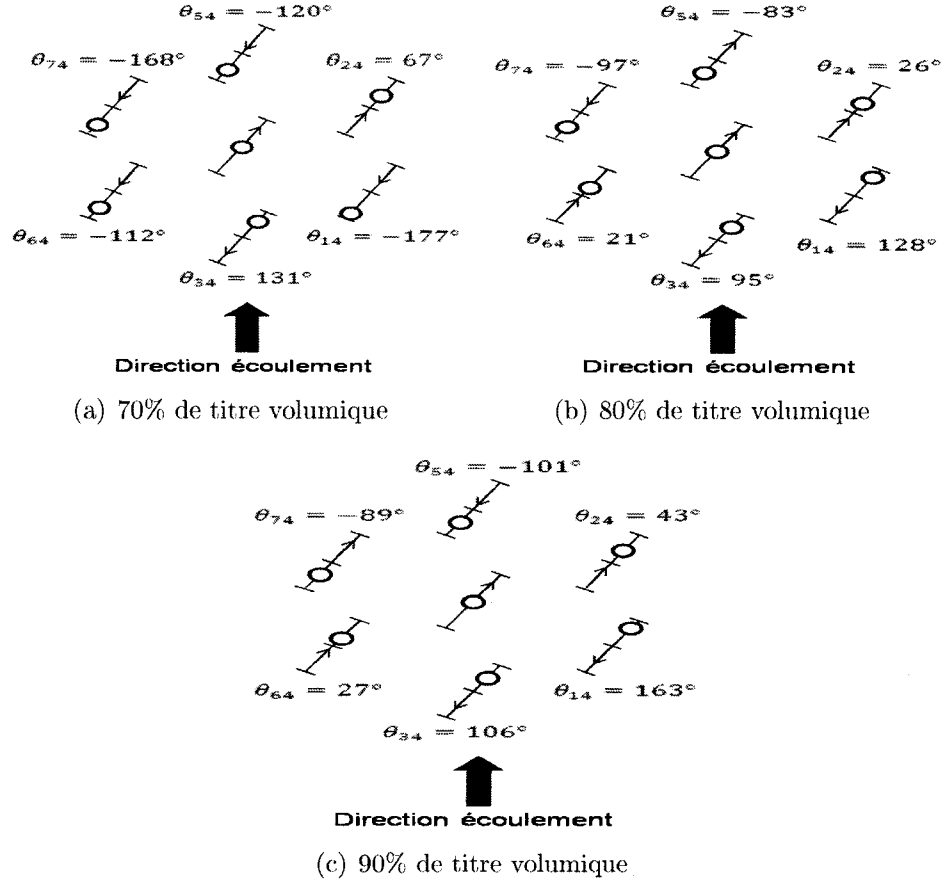 θ₅₄ = −120°
θ₇₄ = −168°
θ₂₄ = 67°
θ₆₄ = −112°
θ₁₄ = −177°
θ₃₄ = 131°
Direction écoulement
(a) 70% de titre volumique
θ₅₄ = −83°
θ₇₄ = −97°
θ₂₄ = 26°
θ₆₄ = 21°
θ₁₄ = 128°
θ₃₄ = 95°
Direction écoulement
(b) 80% de titre volumique
θ₅₄ = −101°
θ₇₄ = −89°
θ₂₄ = 43°
θ₆₄ = 27°
θ₁₄ = 163°
θ₃₄ = 106°
Direction écoulement
(c) 90% de titre volumique